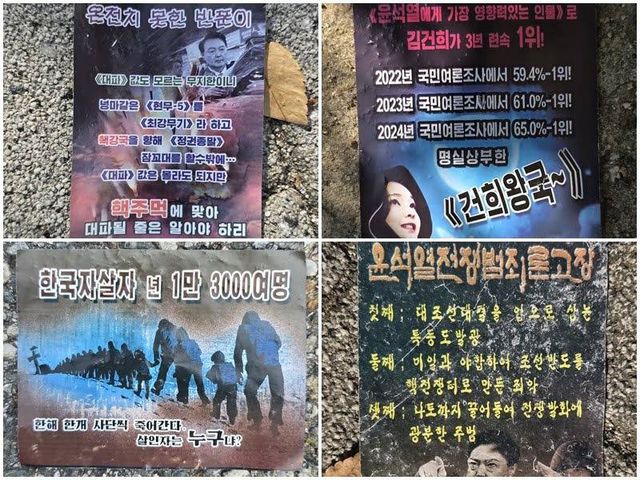 온전치 못한 반푼이
《대파》 값도 모르는 무지한이니
넝마같은 《현무-5》를
《최강무기》라 하고
핵강국을 향해 《정권종말》
잠꼬대를 할수밖에···
《대파》 값은 몰라도 되지만
핵주먹에 맞아
대파될 줄은 알아야 하리
《윤석열에게 가장 영향력있는 인물》로
김건희가 3년 련속 1위!
2022년 국민여론조사에서 59.4%-1위!
2023년 국민여론조사에서 61.0%-1위!
2024년 국민여론조사에서 65.0%-1위!
명실상부한
《건희왕국~》
한국자살자 년 1만 3000여명
한해 한개 사단씩 죽어간다.
살인자는 누구냐?
윤석열전쟁범죄론고장
첫째; 대조선대결을 업으로 삼는
특등도발광
둘째; 미일과 야합하여 조선반도를
핵전쟁터로 만든 죄악
셋째; 나토까지 끌어들여 전쟁방화에
광분한 주범